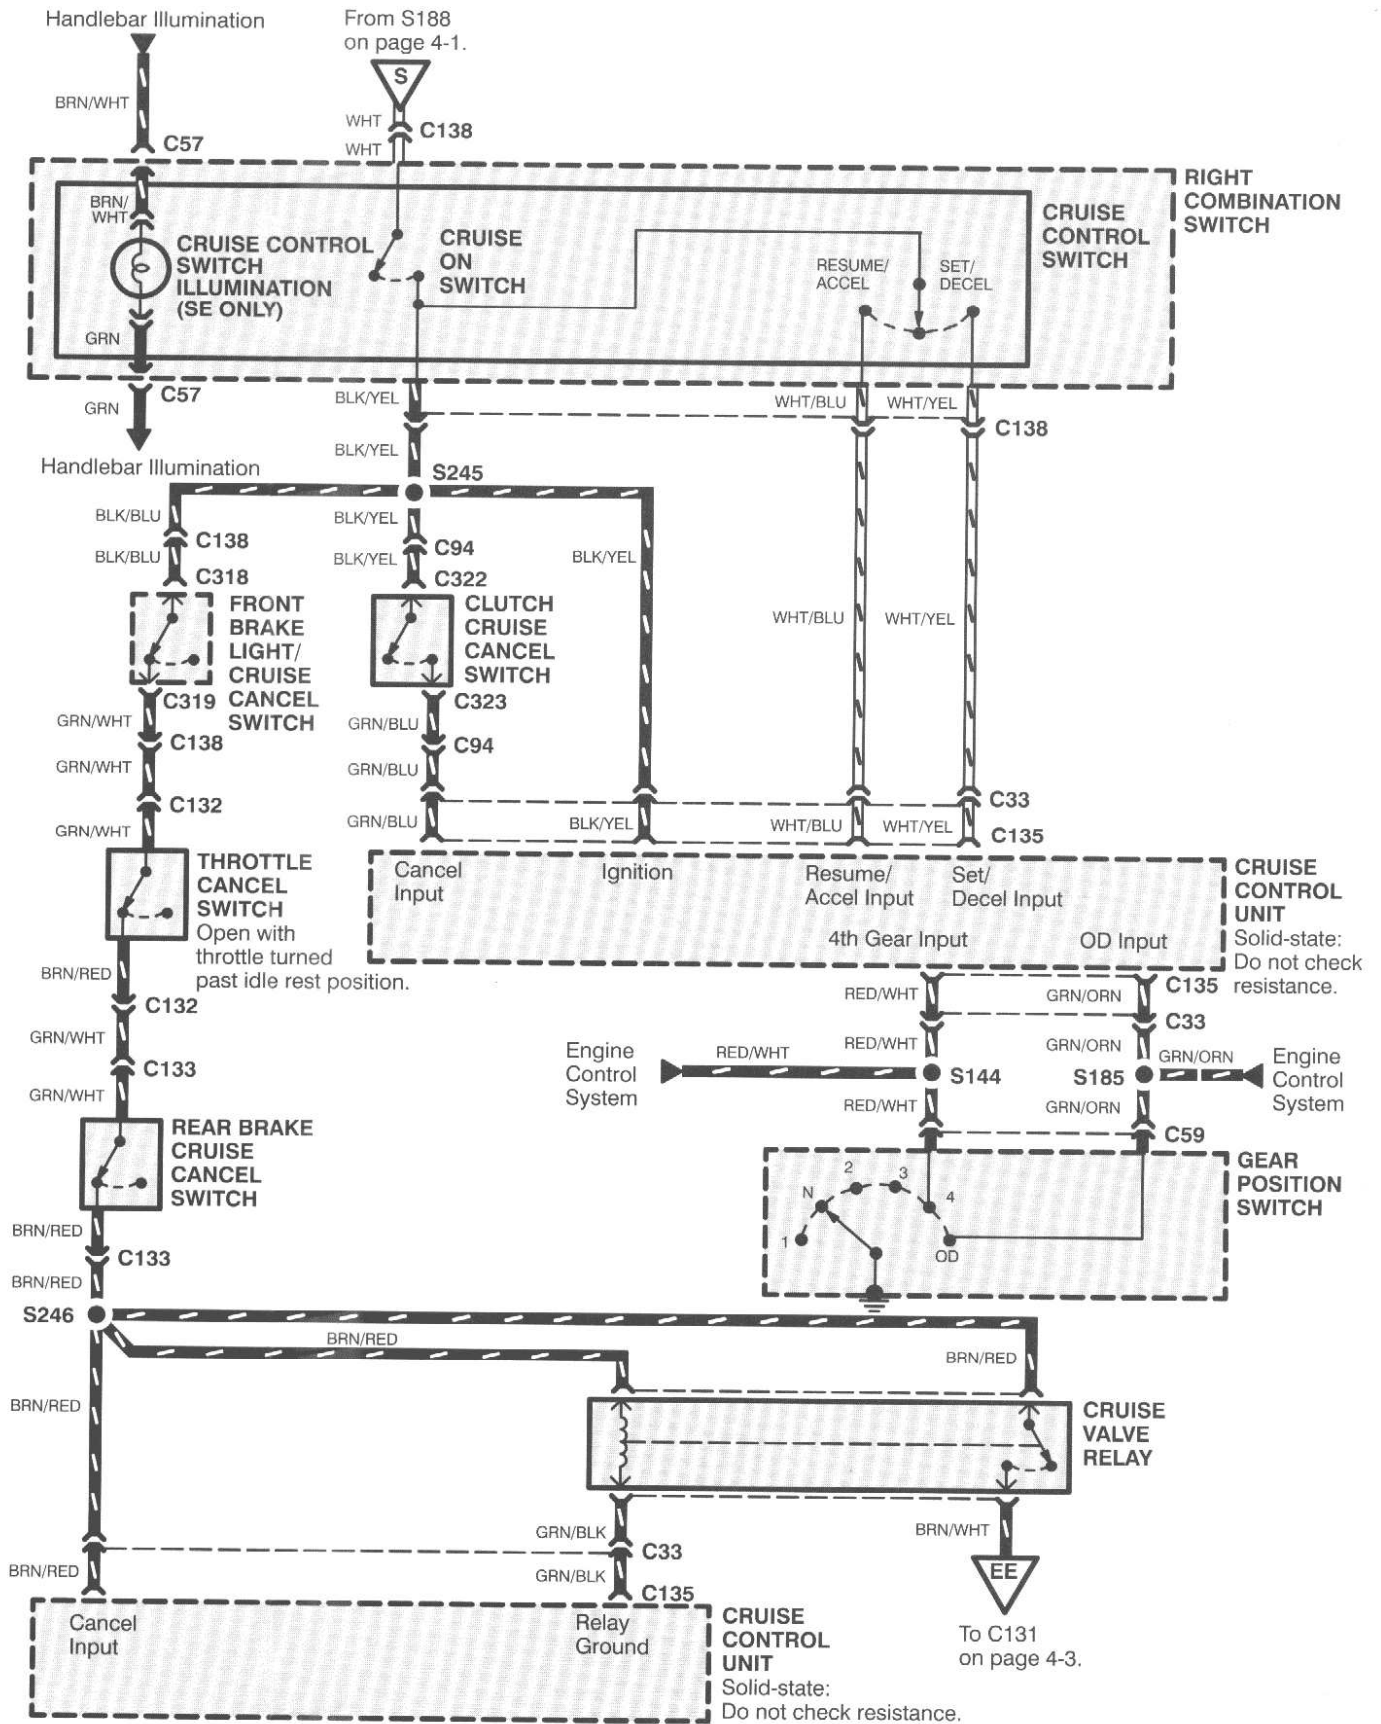 Handlebar Illumination
From S188
on page 4-1.
S
BRN/WHT
WHT
C138
C57
WHT
RIGHT
COMBINATION
SWITCH
BRN/
WHT
CRUISE
CONTROL
SWITCH
CRUISE CONTROL
SWITCH
ILLUMINATION
(SE ONLY)
CRUISE
ON
SWITCH
RESUME/
ACCEL
SET/
DECEL
GRN
C57
GRN
BLK/YEL
WHT/BLU
WHT/YEL
C138
Handlebar Illumination
BLK/YEL
S245
BLK/BLU
BLK/YEL
C138
C94
BLK/BLU
BLK/YEL
BLK/YEL
C318
C322
FRONT
BRAKE
LIGHT/
CRUISE
CANCEL
SWITCH
CLUTCH
CRUISE
CANCEL
SWITCH
WHT/BLU
WHT/YEL
C319
C323
GRN/WHT
GRN/BLU
C138
C94
GRN/WHT
GRN/BLU
C132
C33
GRN/WHT
GRN/BLU
BLK/YEL
WHT/BLU
WHT/YEL
C135
THROTTLE
CANCEL
SWITCH
Open with
throttle turned
past idle rest position.
Cancel
Input
Ignition
Resume/
Accel Input
Set/
Decel Input
4th Gear Input
OD Input
CRUISE
CONTROL
UNIT
Solid-state:
Do not check
resistance.
BRN/RED
C132
RED/WHT
GRN/ORN
C135
C33
GRN/WHT
RED/WHT
GRN/ORN
C133
Engine
Control
System
RED/WHT
S144
S185
GRN/ORN
Engine
Control
System
GRN/WHT
RED/WHT
GRN/ORN
C59
REAR BRAKE
CRUISE
CANCEL
SWITCH
GEAR
POSITION
SWITCH
1
N
2
3
4
OD
BRN/RED
C133
BRN/RED
S246
BRN/RED
BRN/RED
BRN/RED
CRUISE
VALVE
RELAY
GRN/BLK
BRN/WHT
C33
BRN/RED
GRN/BLK
C135
EE
Cancel
Input
Relay
Ground
CRUISE
CONTROL
UNIT
Solid-state:
Do not check resistance.
To C131
on page 4-3.